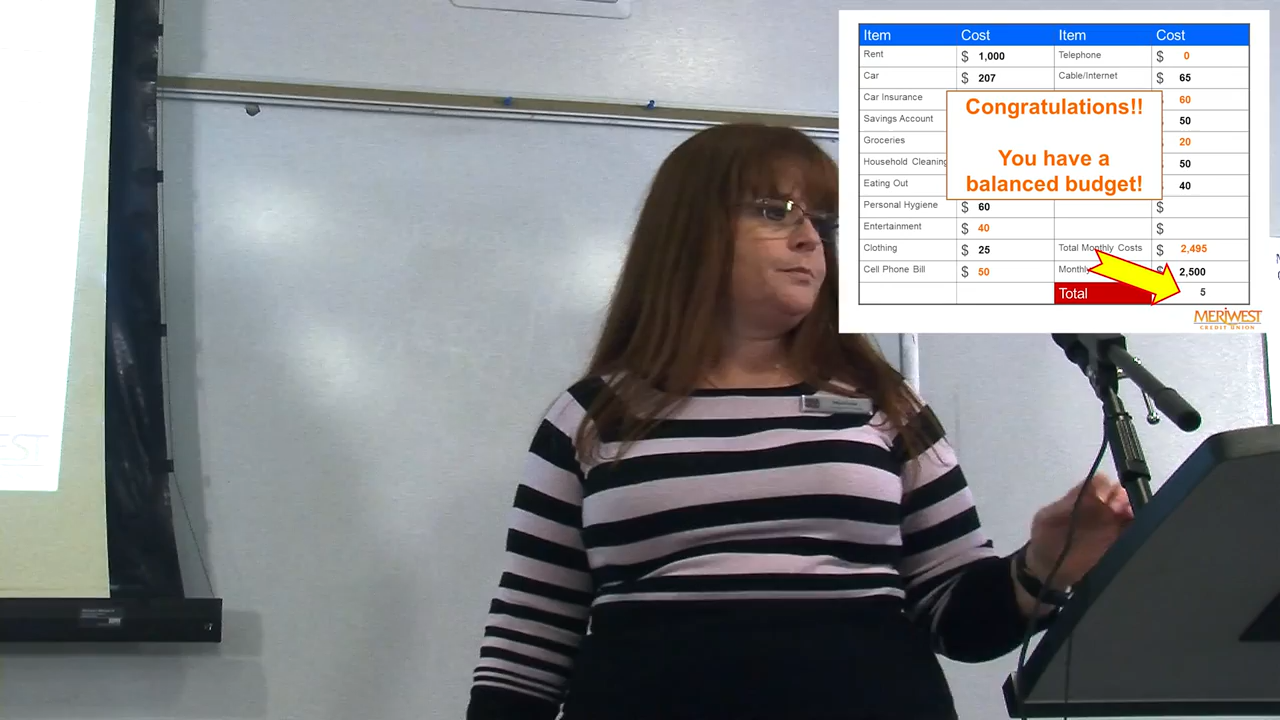 Item Cost Item Cost
Rent $ 1,000 Telephone $ 0
Car $ 207 Cable/Internet $ 65
Car Insurance 60
Savings Account 50
Groceries 20
Household Cleaning 50
Eating Out 40
Congratulations!!
You have a
balanced budget!
Personal Hygiene $ 60 $
Entertainment $ 40 $
Clothing $ 25 Total Monthly Costs $ 2,495
Cell Phone Bill $ 50 Monthly $ 2,500
Total 5
MERIWEST
CREDIT UNION